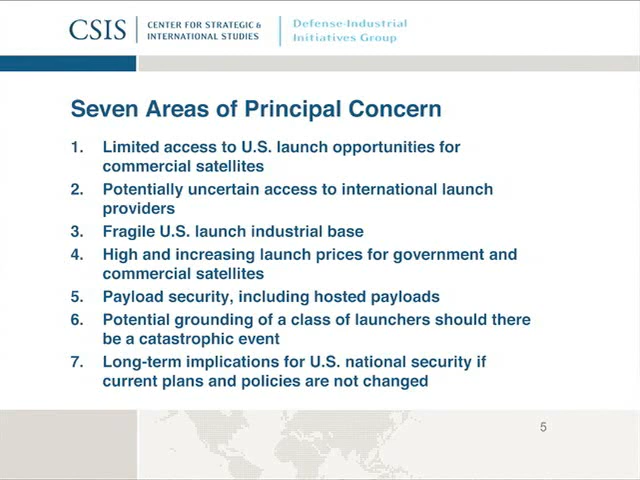 CSIS
CENTER FOR STRATEGIC &
INTERNATIONAL STUDIES
Defense-Industrial
Initiatives Group
Seven Areas of Principal Concern
1. Limited access to U.S. launch opportunities for
commercial satellites
2. Potentially uncertain access to international launch
providers
3. Fragile U.S. launch industrial base
4. High and increasing launch prices for government and
commercial satellites
5. Payload security, including hosted payloads
6. Potential grounding of a class of launchers should there
be a catastrophic event
7. Long-term implications for U.S. national security if
current plans and policies are not changed
5